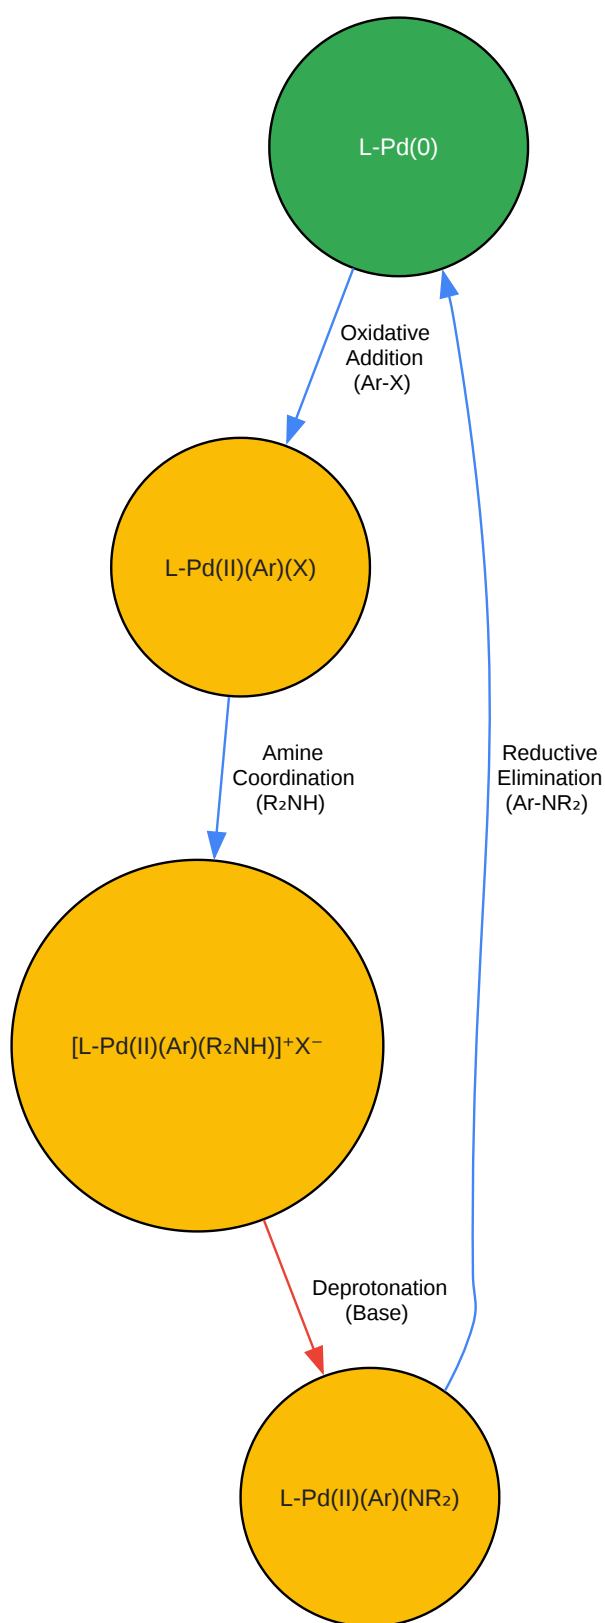 L-Pd(0)
Oxidative
Addition
(Ar-X)
L-Pd(II)(Ar)(X)
Amine
Coordination
(R₂NH)
Reductive
Elimination
(Ar-NR₂)
[L-Pd(II)(Ar)(R₂NH)]⁺X⁻
Deprotonation
(Base)
L-Pd(II)(Ar)(NR₂)